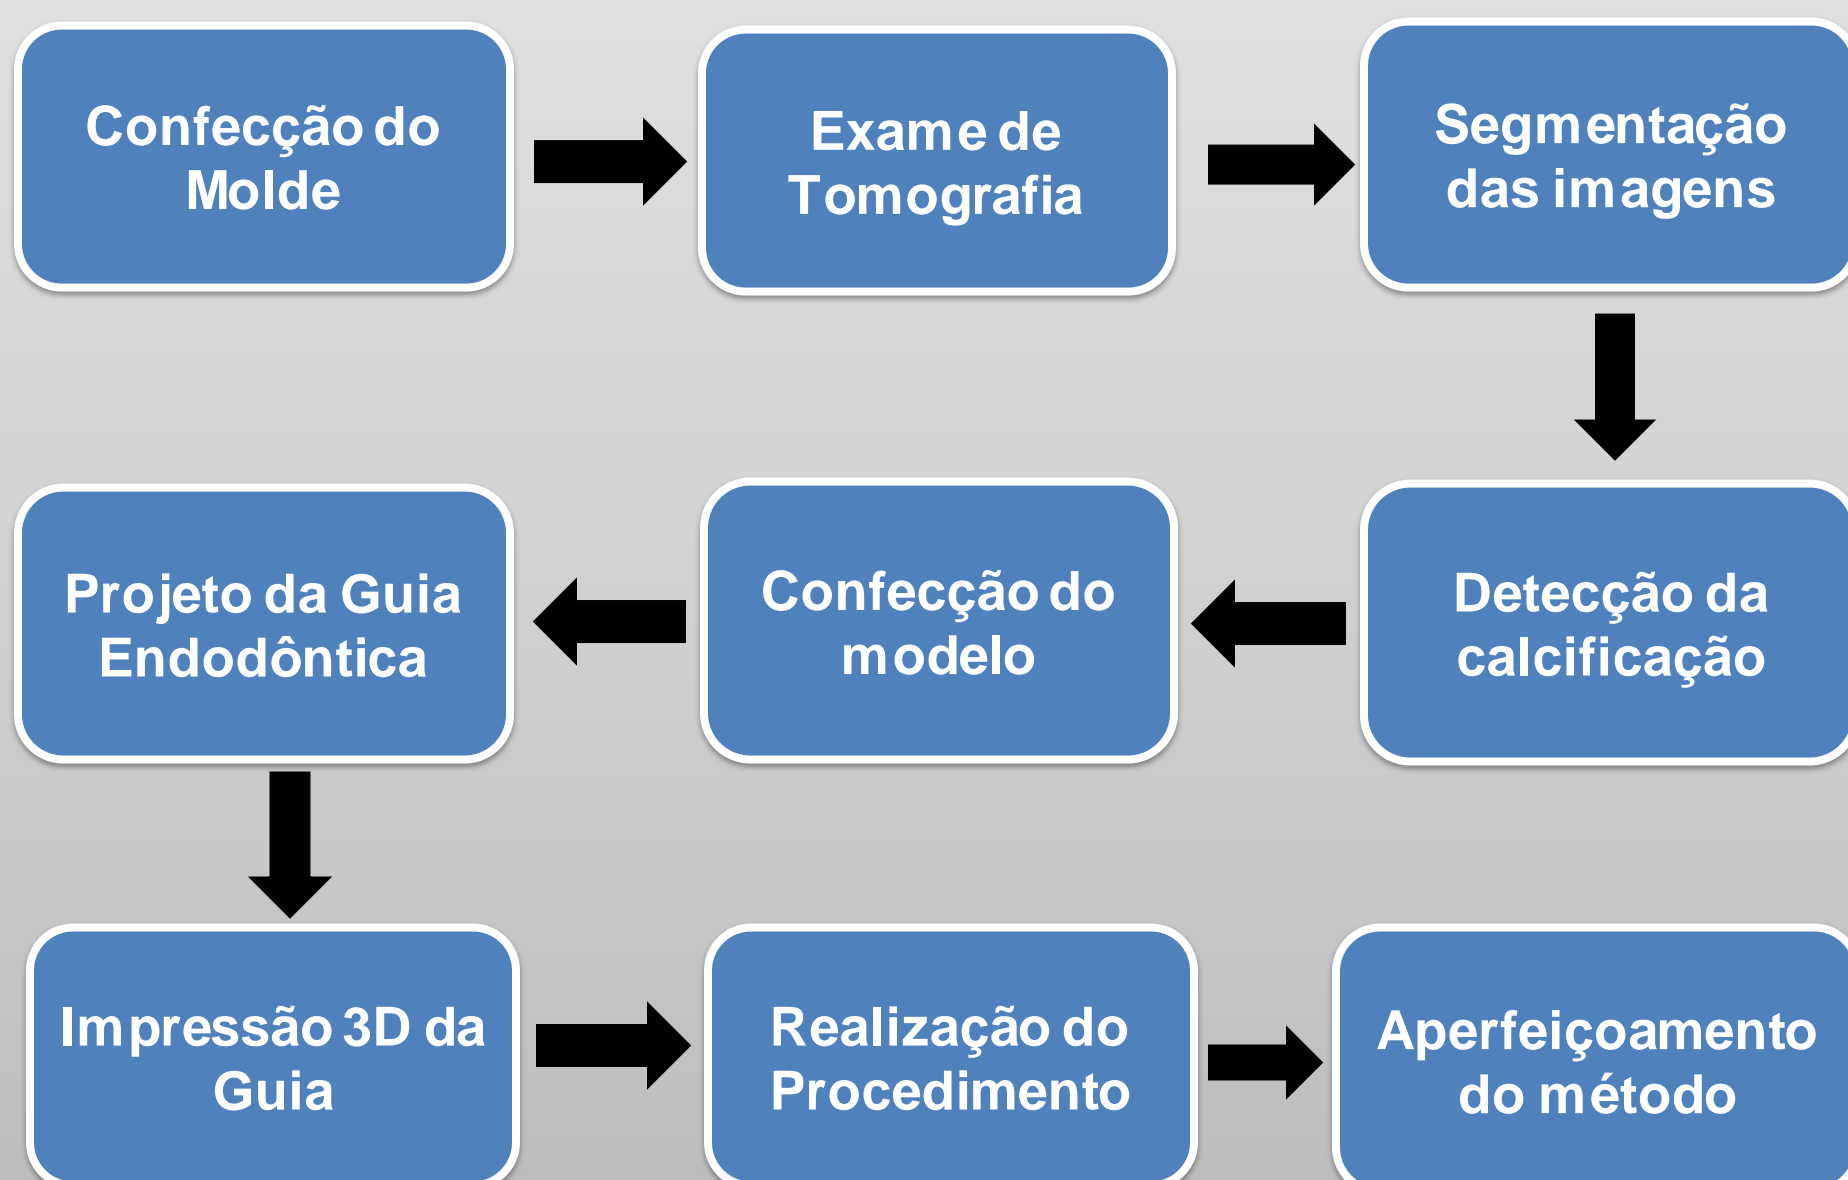 Confecção do
Molde
Exame de
Tomografia
Segmentação
das imagens
Detecção da
calcificação
Confecção do
modelo
Projeto da Guia
Endodôntica
Impressão 3D da
Guia
Realização do
Procedimento
Aperfeiçoamento
do método